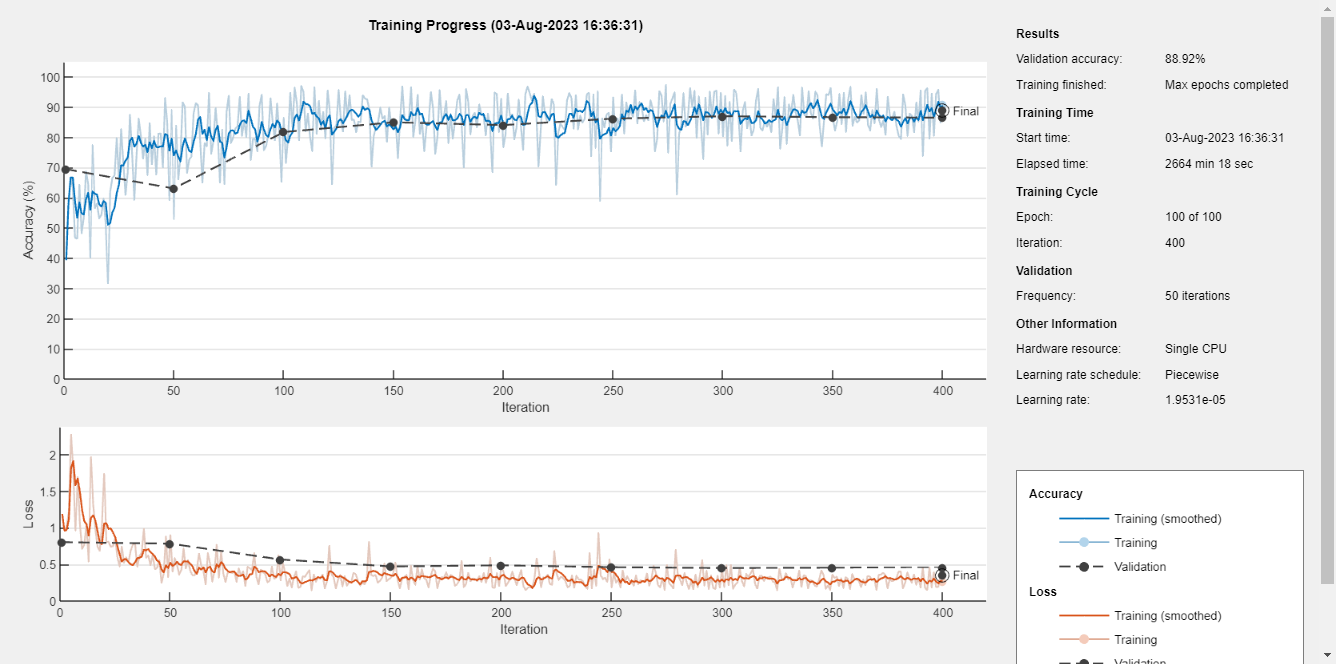 Training Progress (03-Aug-2023 16:36:31)
100
90
80
70
60
50
40
30
20
10
0
Accuracy (%)
Final
0 50 100 150 200 250 300 350 400
Iteration
2
1.5
1
0.5
0
Loss
Final
0 50 100 150 200 250 300 350 400
Iteration
Results
Validation accuracy: 88.92%
Training finished: Max epochs completed
Training Time
Start time: 03-Aug-2023 16:36:31
Elapsed time: 2664 min 18 sec
Training Cycle
Epoch: 100 of 100
Iteration: 400
Validation
Frequency: 50 iterations
Other Information
Hardware resource: Single CPU
Learning rate schedule: Piecewise
Learning rate: 1.9531e-05
Accuracy
Training (smoothed)
Training
Validation
Loss
Training (smoothed)
Training
Validation